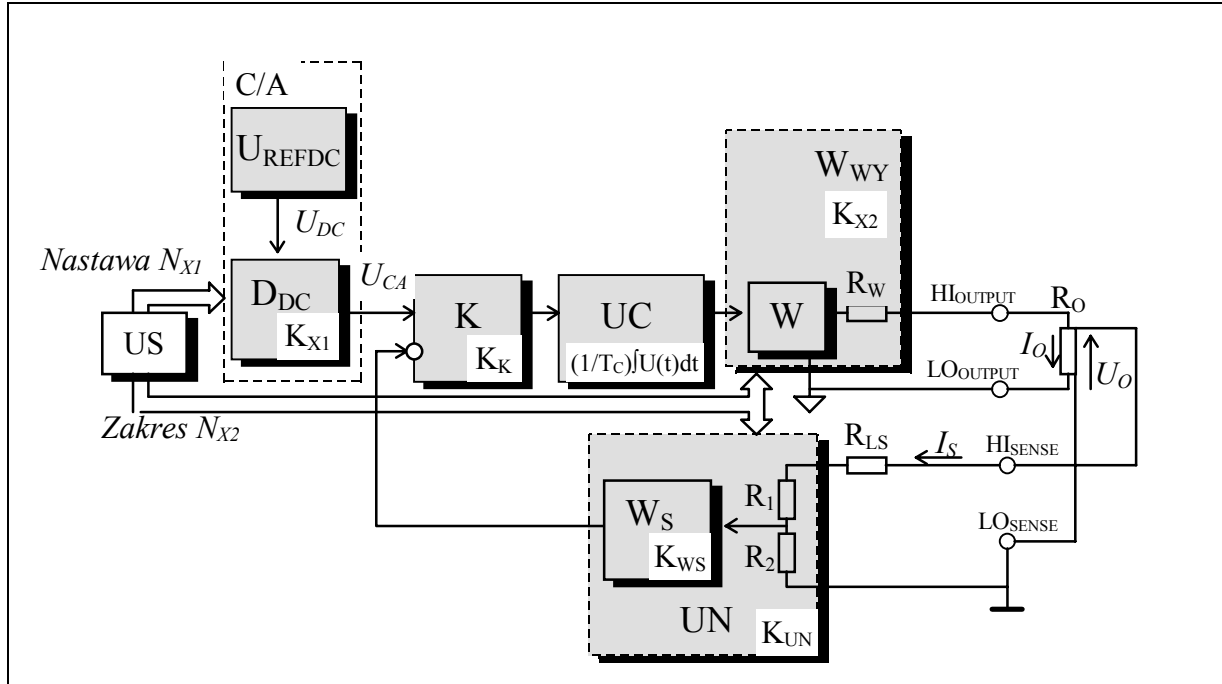 C/A
U_REFDC
U_DC
Nastawa N_X1
D_DC
K_X1
US
Zakres N_X2
U_CA
K
K_K
UC
(1/T_C)∫U(t)dt
W_WY
K_X2
W
R_W
HI_OUTPUT
R_O
I_O
U_O
LO_OUTPUT
R_LS
I_S
HI_SENSE
LO_SENSE
W_S
K_WS
R_1
R_2
UN
K_UN